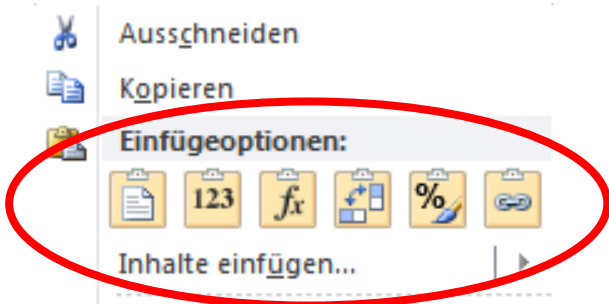 Ausschneiden
Kopieren
Einfügeoptionen:
123 fx %
Inhalte einfügen...